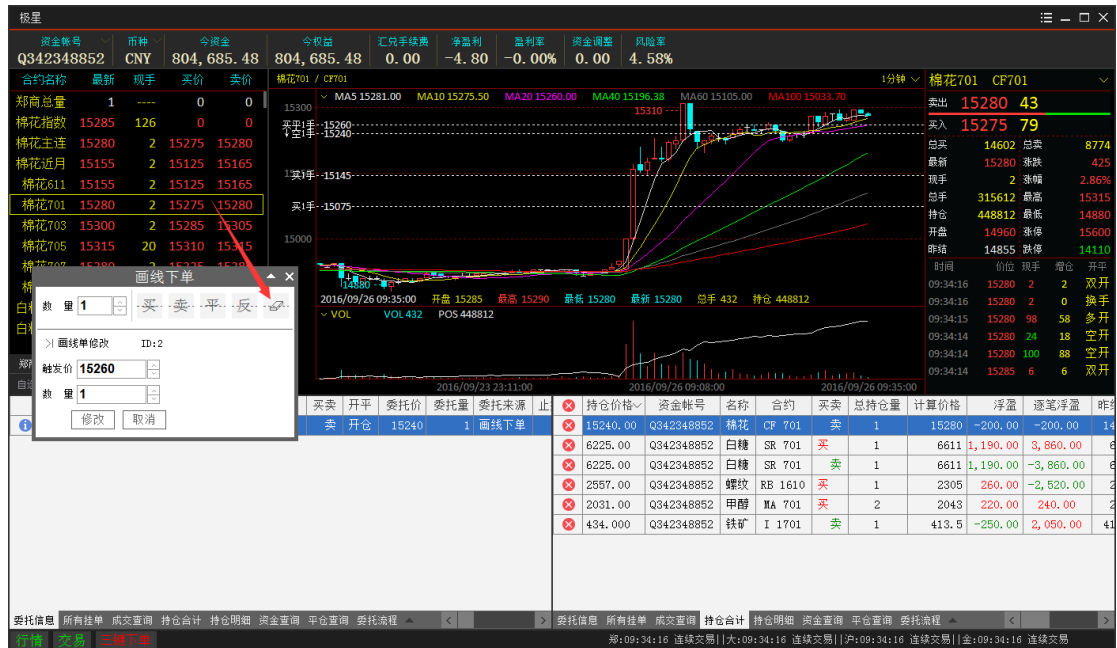 极星
资金帐号 币种 今资金 今权益 汇兑手续费 净盈利 盈利率 资金调整 风险率
Q342348852 CNY 804,685.48 804,685.48 0.00 -4.80 -0.00% 0.00 4.58%
合约名称 最新 现手 买价 卖价
郑商总量 1 ---- 0 0
棉花指数 15285 126 0 0
棉花主连 15280 2 15275 15280
棉花近月 15155 2 15125 15165
棉花611 15155 2 15125 15165
棉花701 15280 2 15275 15280
棉花703 15300 2 15285 15305
棉花705 15315 20 15310 15345
棉花701 / CF701 1分钟
MA5 15281.00 MA10 15275.50 MA20 15260.00 MA40 15196.38 MA60 15105.00 MA100 15033.70
15300
15310
买平1手 15260
卖空1手 15240
买1手 15145
买1手 15075
15000
14880
2016/09/26 09:35:00 开盘 15285 最高 15290 最低 15280 最新 15280 总手 432 持仓 448812
VOL VOL 432 POS 448812
2016/09/23 23:11:00 2016/09/26 09:08:00 2016/09/26 09:35:00
棉花701 CF701
卖出 15280 43
买入 15275 79
总买 14602 总卖 8774
最新 15280 涨跌 425
现手 2 涨幅 2.86%
总手 315612 最高 15315
持仓 448812 最低 14880
开盘 14960 涨停 15600
昨结 14855 跌停 14110
时间 价位 现手 增仓 开平
09:34:16 15280 2 2 双开
09:34:16 15280 2 0 换手
09:34:15 15280 98 58 多开
09:34:14 15280 24 18 空开
09:34:14 15280 100 88 空开
09:34:14 15285 6 6 双开
画线下单
数 量 1 买 卖 平 反
画线单修改 ID:2
触发价 15260
数 量 1
修改 取消
买卖 开平 委托价 委托量 委托来源 止
卖 开仓 15240 1 画线下单
持仓价格 资金帐号 名称 合约 买卖 总持仓量 计算价格 浮盈 逐笔浮盈 昨结
15240.00 Q342348852 棉花 CF 701 卖 1 15280 -200.00 -200.00 14
6225.00 Q342348852 白糖 SR 701 买 1 6611 1,190.00 3,860.00 6
6225.00 Q342348852 白糖 SR 701 卖 1 6611 1,190.00 -3,860.00 6
2557.00 Q342348852 螺纹 RB 1610 买 1 2305 260.00 -2,520.00 2
2031.00 Q342348852 甲醇 MA 701 买 2 2043 220.00 240.00 2
434.000 Q342348852 铁矿 I 1701 卖 1 413.5 -250.00 2,050.00 41
委托信息 所有挂单 成交查询 持仓合计 持仓明细 资金查询 平仓查询 委托流程
委托信息 所有挂单 成交查询 持仓合计 持仓明细 资金查询 平仓查询 委托流程
行情 交易 三键下单
郑:09:34:16 连续交易||大:09:34:16 连续交易||沪:09:34:16 连续交易||金:09:34:16 连续交易